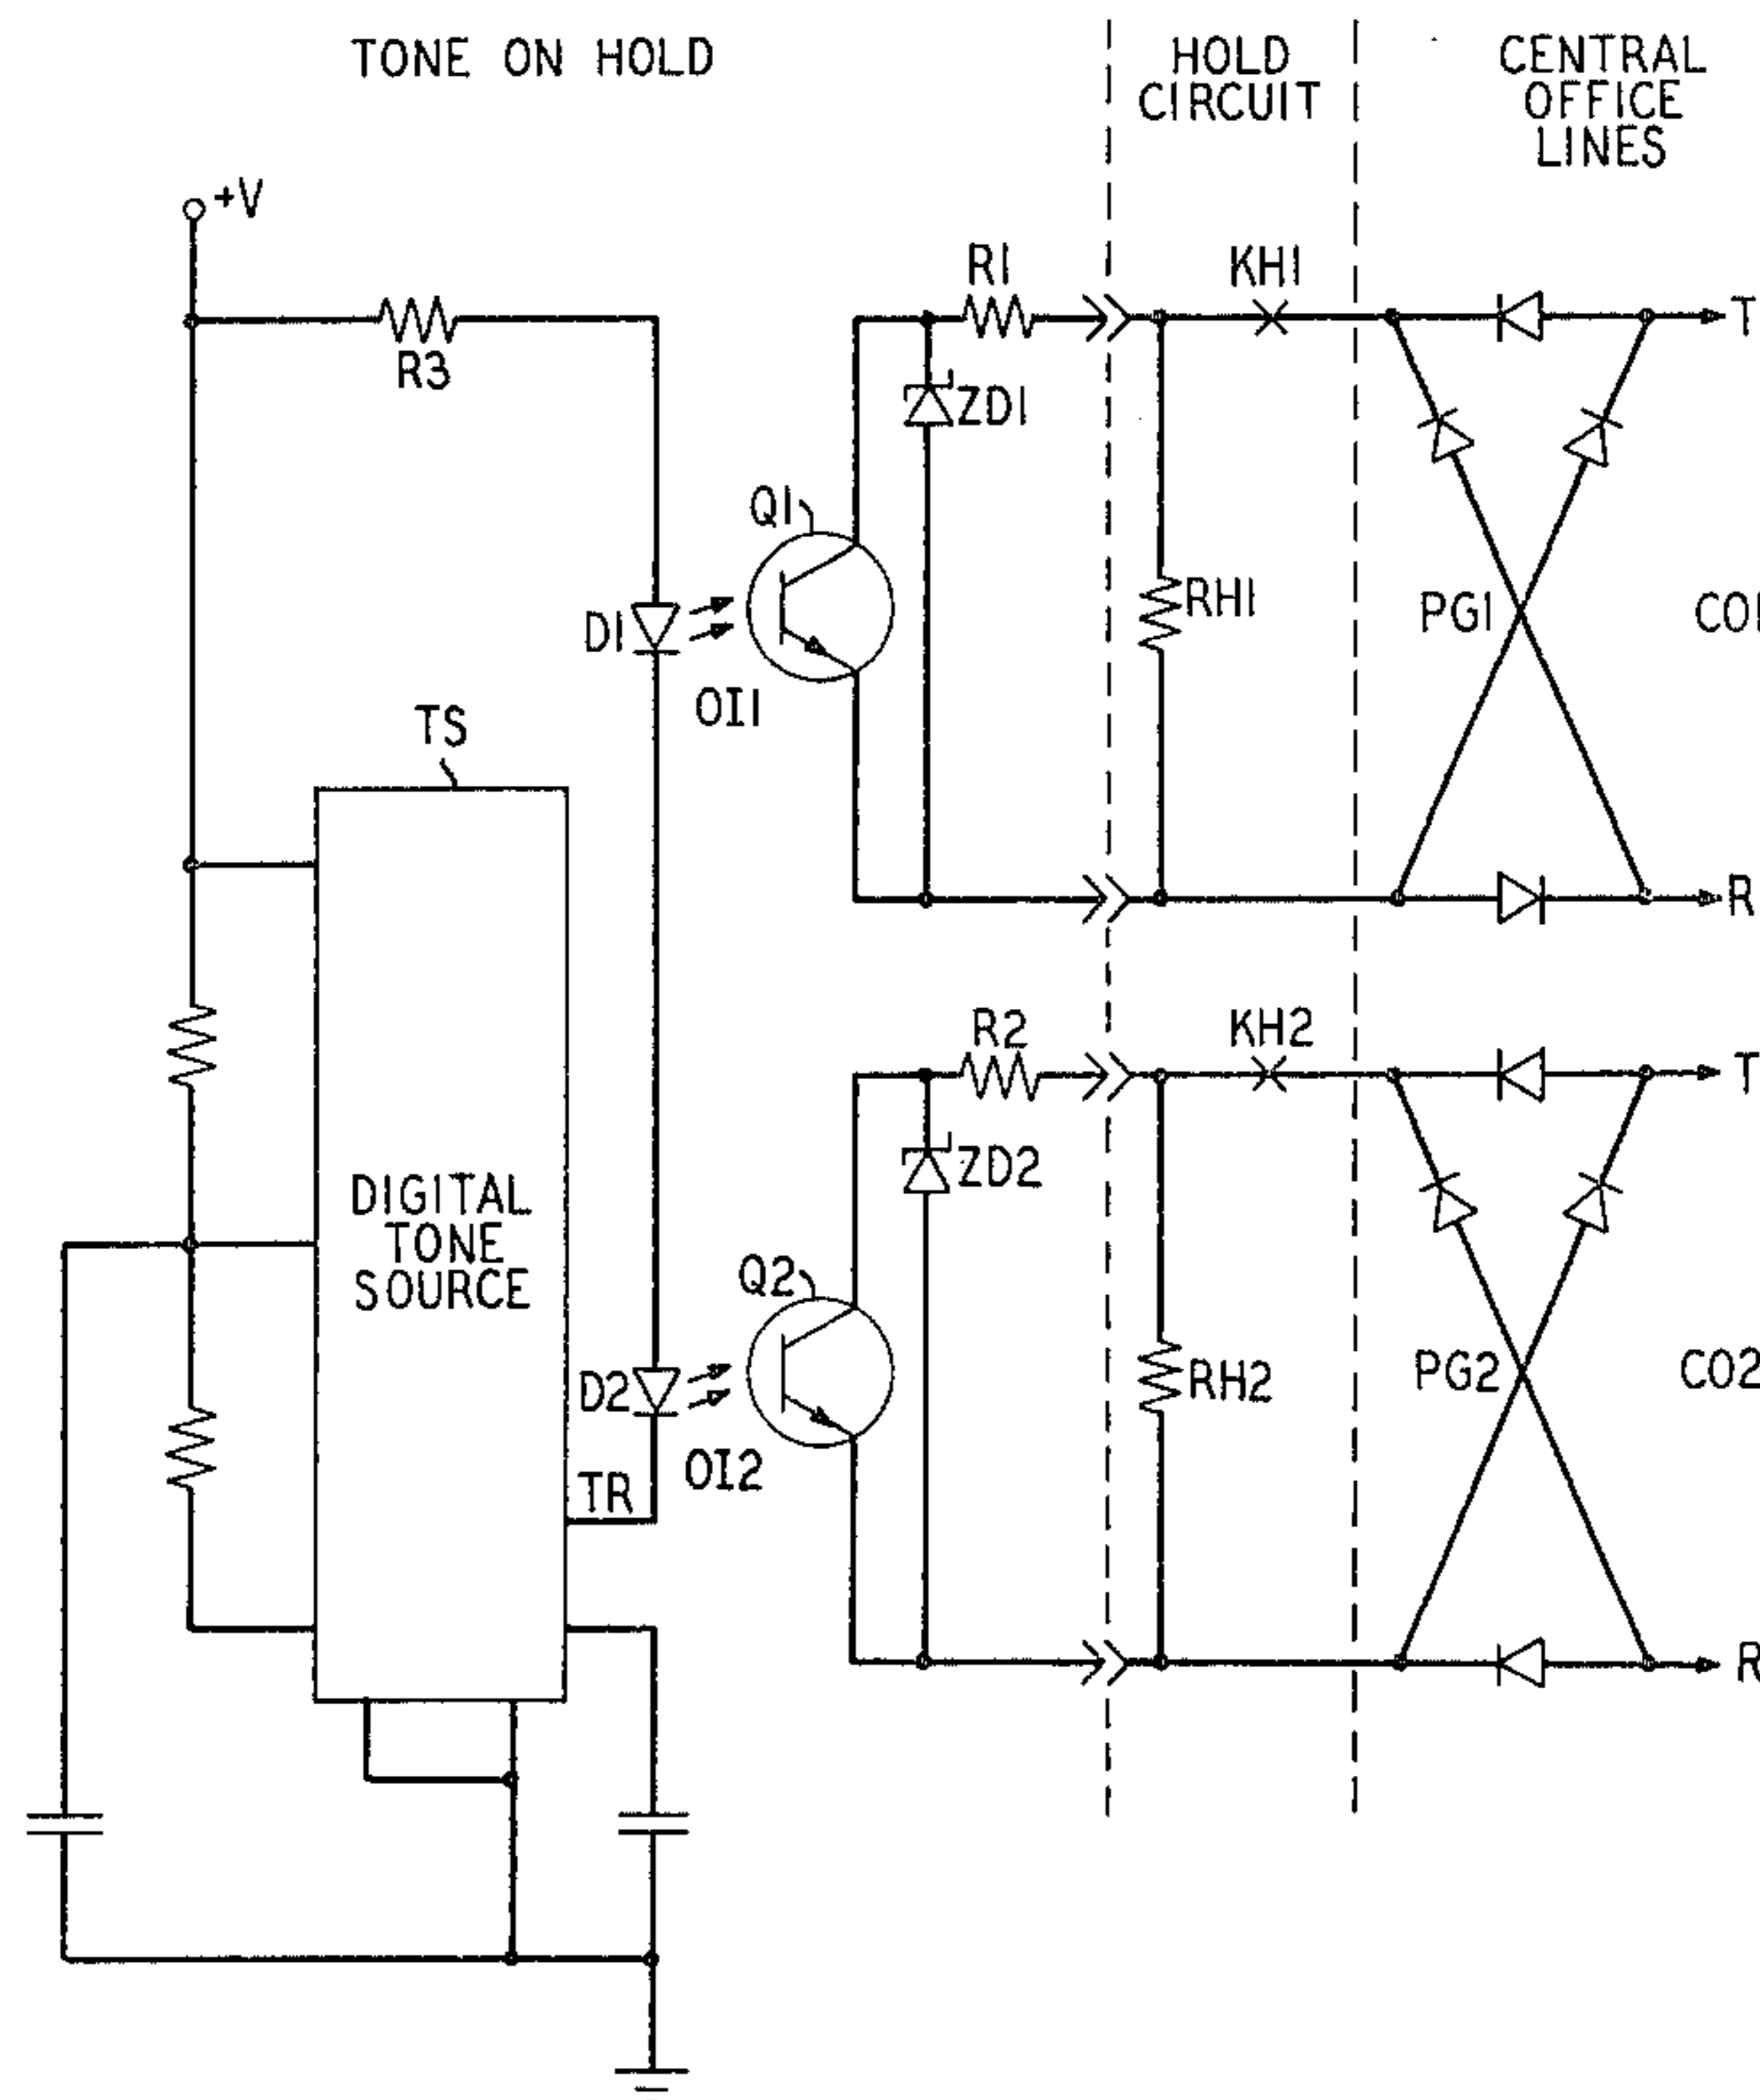 TONE ON HOLD
HOLD
CIRCUIT
CENTRAL
OFFICE
LINES
+V
R1
KH1
T
R3
ZD1
Q1
D1
OI1
RH1
PG1
CO1
TS
R
R2
KH2
T
ZD2
DIGITAL
TONE
SOURCE
Q2
D2
OI2
RH2
PG2
CO2
TR
R